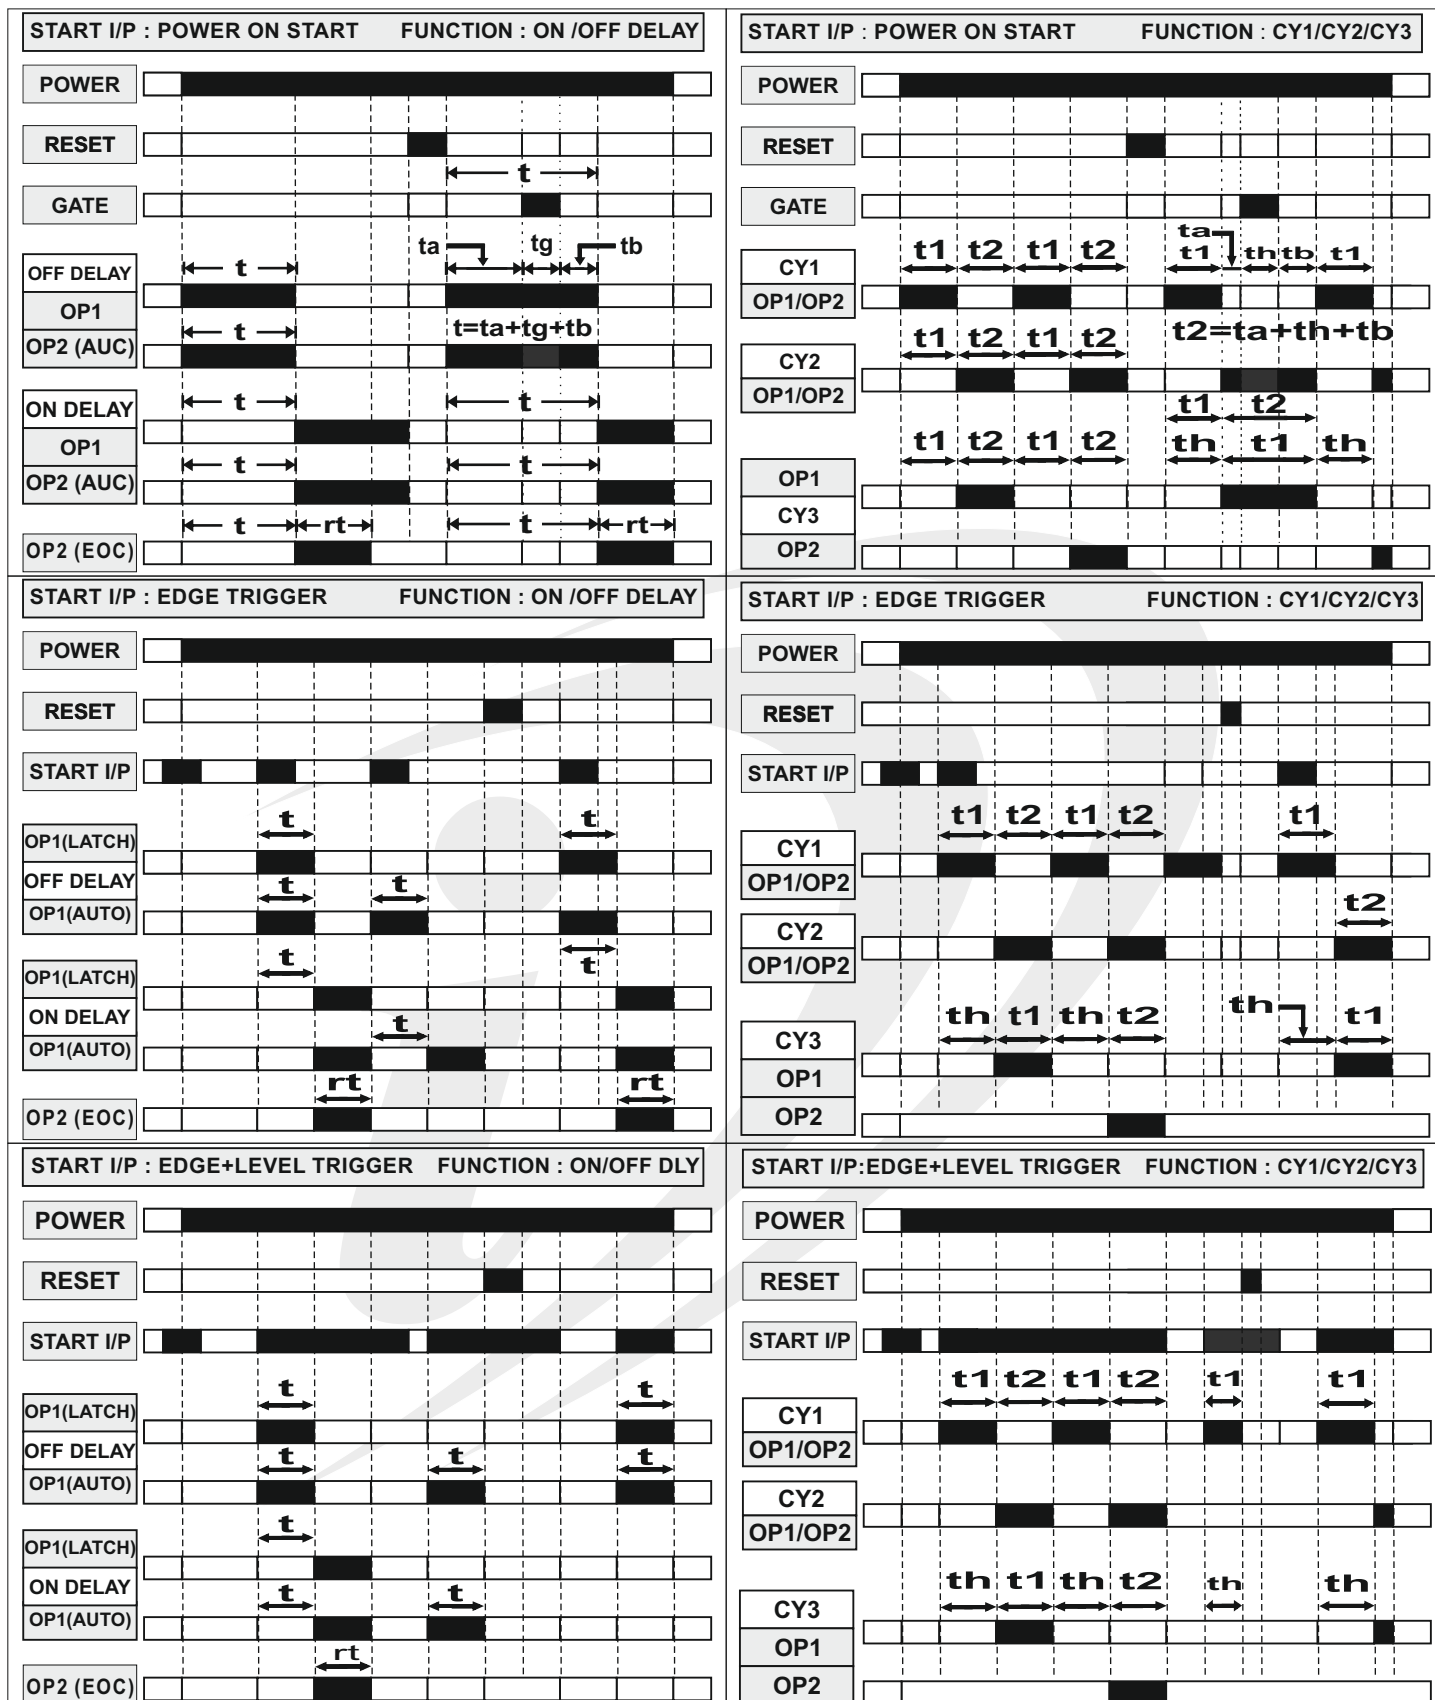 START I/P : POWER ON START FUNCTION : ON /OFF DELAY
POWER
RESET
t
GATE
ta tg tb
OFF DELAY t
OP1
t t=ta+tg+tb
OP2 (AUC)
ON DELAY t t
OP1
t t
OP2 (AUC)
t rt t rt
OP2 (EOC)
START I/P : POWER ON START FUNCTION : CY1/CY2/CY3
POWER
RESET
GATE
ta
t1 t2 t1 t2 t1 th tb t1
CY1
OP1/OP2
t1 t2 t1 t2 t2=ta+th+tb
CY2
OP1/OP2
t1 t2
t1 t2 t1 t2 th t1 th
OP1
CY3
OP2
START I/P : EDGE TRIGGER FUNCTION : ON /OFF DELAY
POWER
RESET
START I/P
t t
OP1(LATCH)
OFF DELAY t t
OP1(AUTO)
t t
OP1(LATCH)
ON DELAY t
OP1(AUTO)
rt rt
OP2 (EOC)
START I/P : EDGE TRIGGER FUNCTION : CY1/CY2/CY3
POWER
RESET
START I/P
t1 t2 t1 t2 t1
CY1
OP1/OP2
t2
CY2
OP1/OP2
th t1 th t2 th t1
CY3
OP1
OP2
START I/P : EDGE+LEVEL TRIGGER FUNCTION : ON/OFF DLY
POWER
RESET
START I/P
t t
OP1(LATCH)
OFF DELAY t t t
OP1(AUTO)
t
OP1(LATCH)
ON DELAY t t
OP1(AUTO)
rt
OP2 (EOC)
START I/P:EDGE+LEVEL TRIGGER FUNCTION : CY1/CY2/CY3
POWER
RESET
START I/P
t1 t2 t1 t2 t1 t1
CY1
OP1/OP2
CY2
OP1/OP2
th t1 th t2 th th
CY3
OP1
OP2